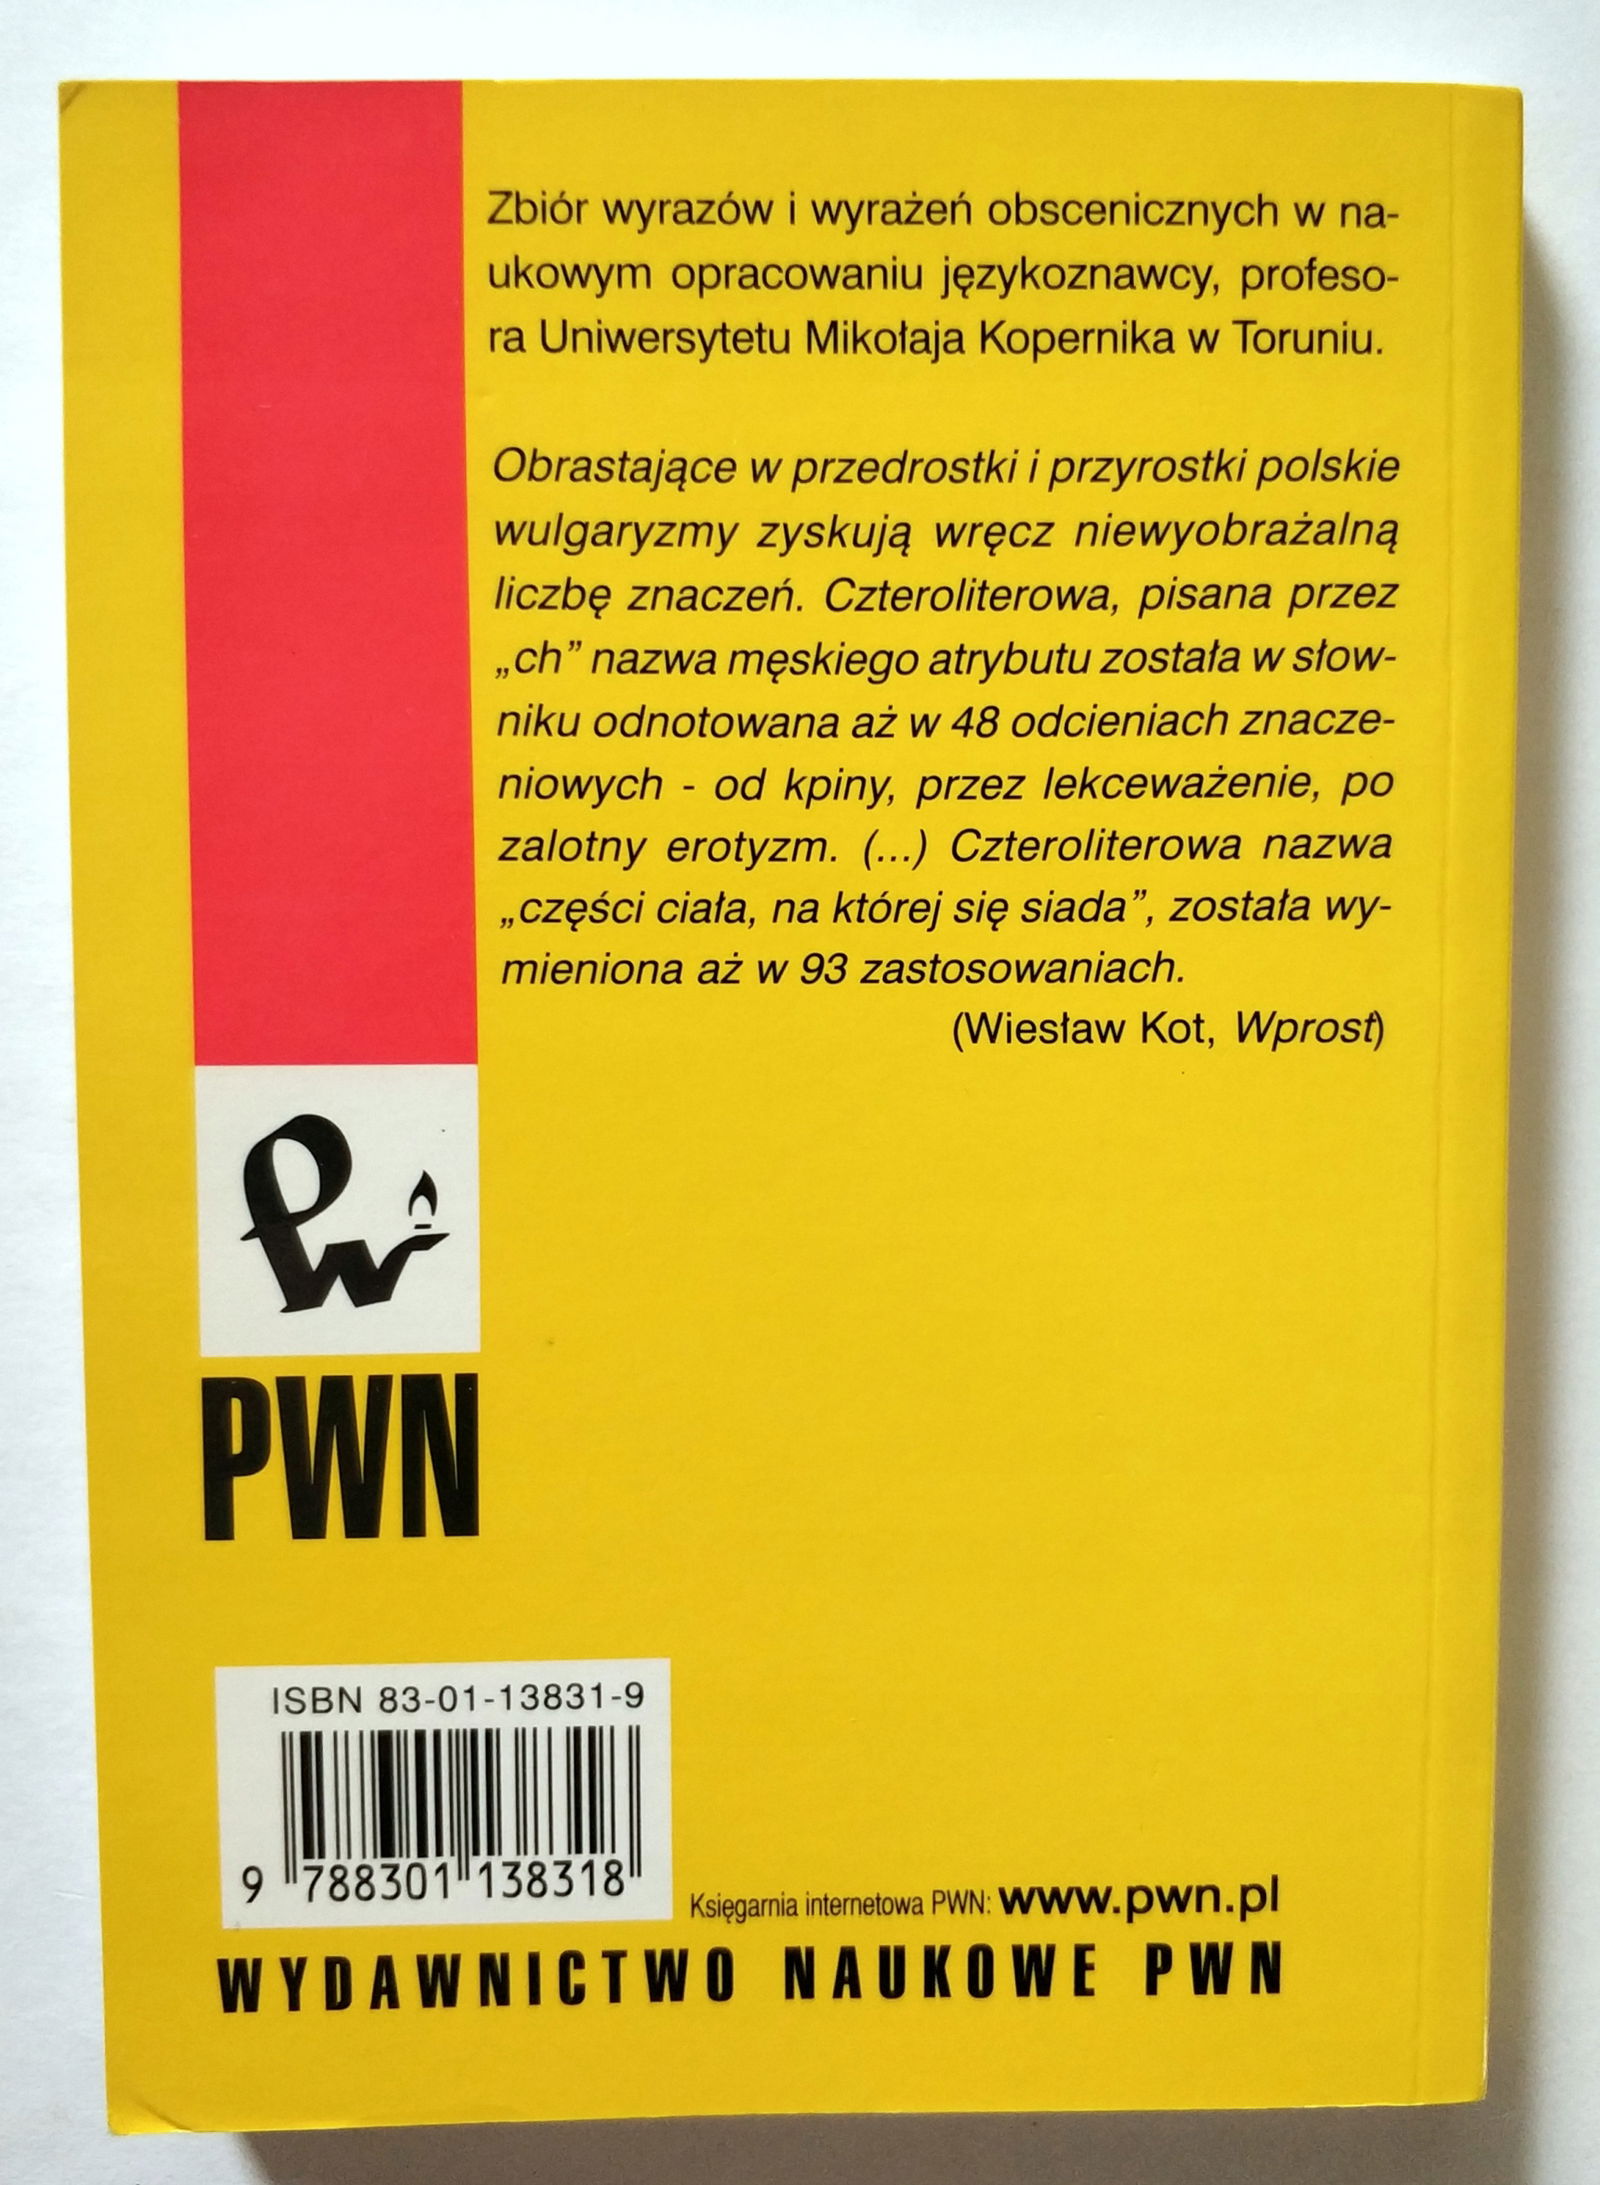 Zbiór wyrazów i wyrażeń obscenicznych w na-
ukowym opracowaniu językoznawcy, profeso-
ra Uniwersytetu Mikołaja Kopernika w Toruniu.
Obrastające w przedrostki i przyrostki polskie
wulgaryzmy zyskują wręcz niewyobrażalną
liczbę znaczeń. Czteroliterowa, pisana przez
„ch” nazwa męskiego atrybutu została w słow-
niku odnotowana aż w 48 odcieniach znacze-
niowych - od kpiny, przez lekceważenie, po
zalotny erotyzm. (...) Czteroliterowa nazwa
„części ciała, na której się siada”, została wy-
mieniona aż w 93 zastosowaniach.
(Wiesław Kot, Wprost)
PWN
ISBN 83-01-13831-9
9 788301 138318
Księgarnia internetowa PWN: www.pwn.pl
WYDAWNICTWO NAUKOWE PWN